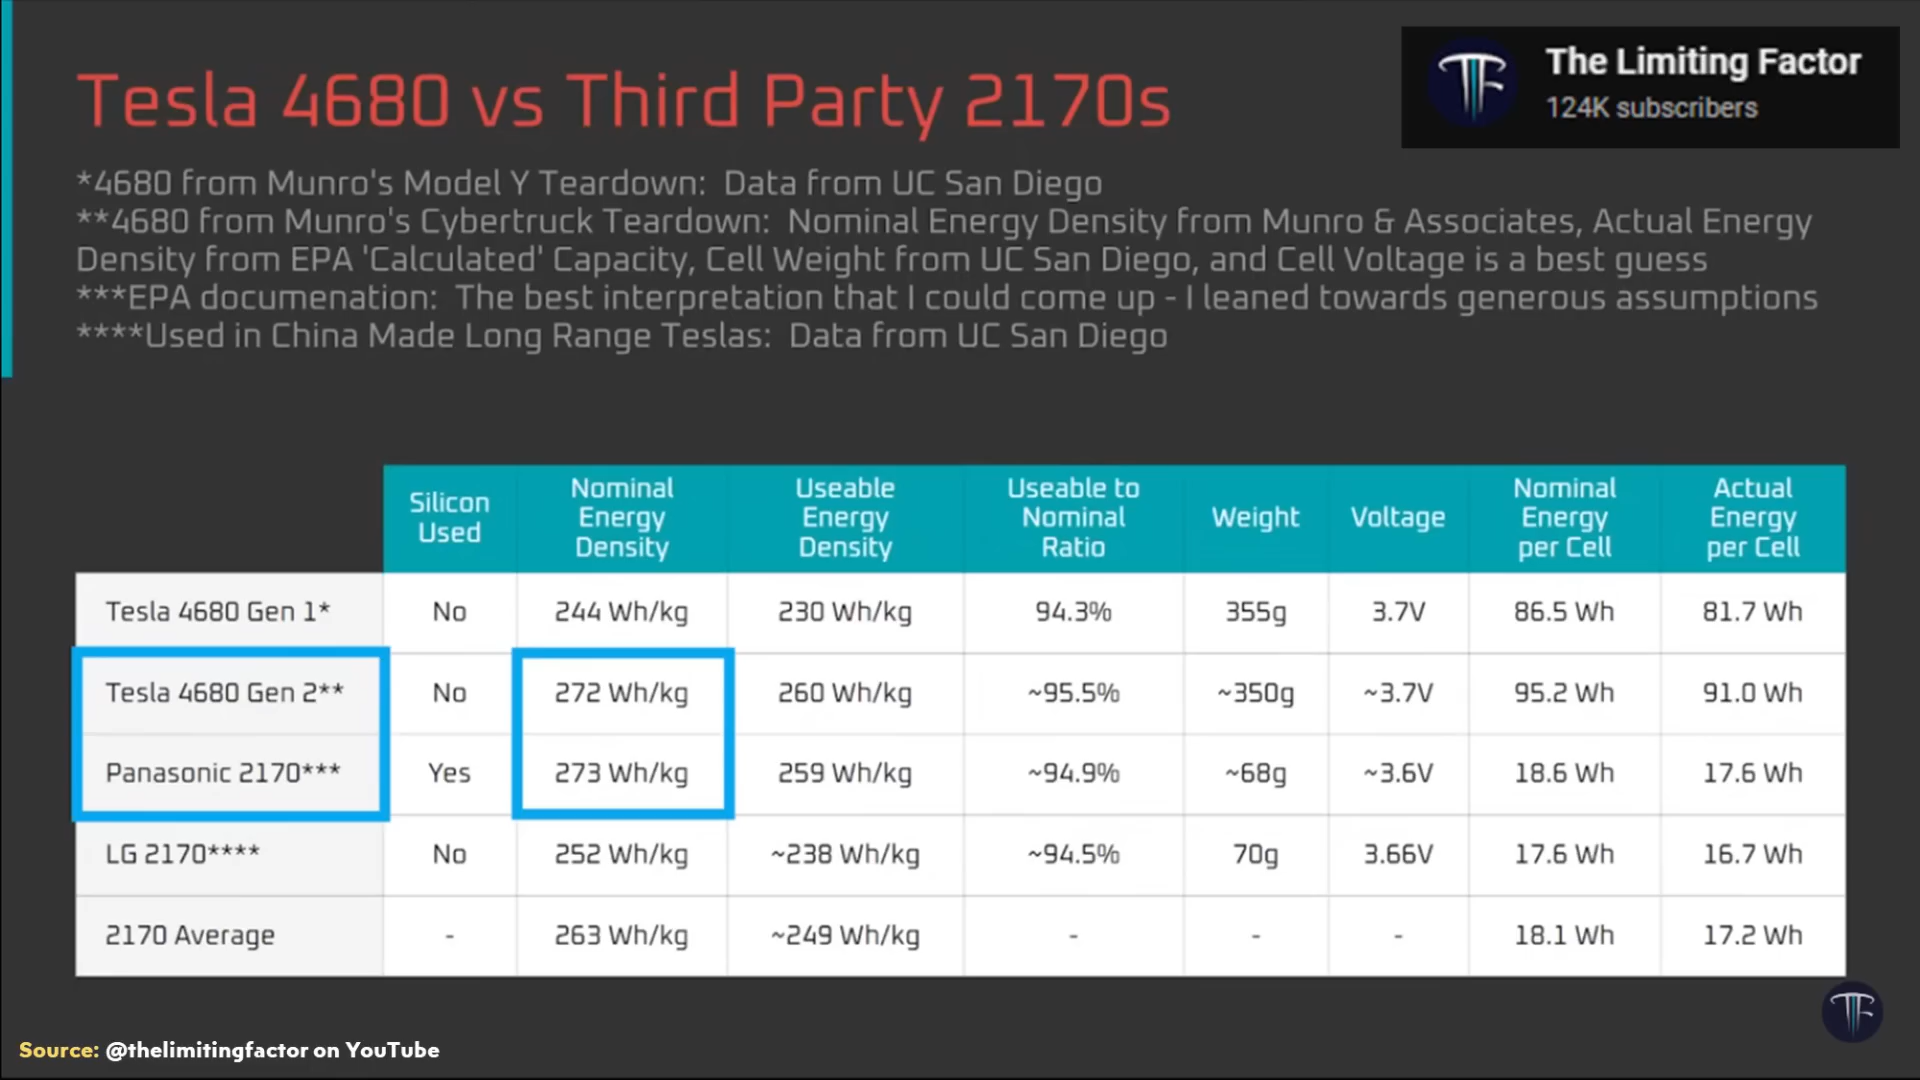 The Limiting Factor
124K subscribers
Tesla 4680 vs Third Party 2170s
*4680 from Munro's Model Y Teardown: Data from UC San Diego
**4680 from Munro's Cybertruck Teardown: Nominal Energy Density from Munro & Associates, Actual Energy
Density from EPA 'Calculated' Capacity, Cell Weight from UC San Diego, and Cell Voltage is a best guess
***EPA documenation: The best interpretation that I could come up - I leaned towards generous assumptions
****Used in China Made Long Range Teslas: Data from UC San Diego
Silicon Used Nominal Energy Density Useable Energy Density Useable to Nominal Ratio Weight Voltage Nominal Energy per Cell Actual Energy per Cell
Tesla 4680 Gen 1* No 244 Wh/kg 230 Wh/kg 94.3% 355g 3.7V 86.5 Wh 81.7 Wh
Tesla 4680 Gen 2** No 272 Wh/kg 260 Wh/kg ~95.5% ~350g ~3.7V 95.2 Wh 91.0 Wh
Panasonic 2170*** Yes 273 Wh/kg 259 Wh/kg ~94.9% ~68g ~3.6V 18.6 Wh 17.6 Wh
LG 2170**** No 252 Wh/kg ~238 Wh/kg ~94.5% 70g 3.66V 17.6 Wh 16.7 Wh
2170 Average - 263 Wh/kg ~249 Wh/kg - - - 18.1 Wh 17.2 Wh
Source: @thelimitingfactor on YouTube